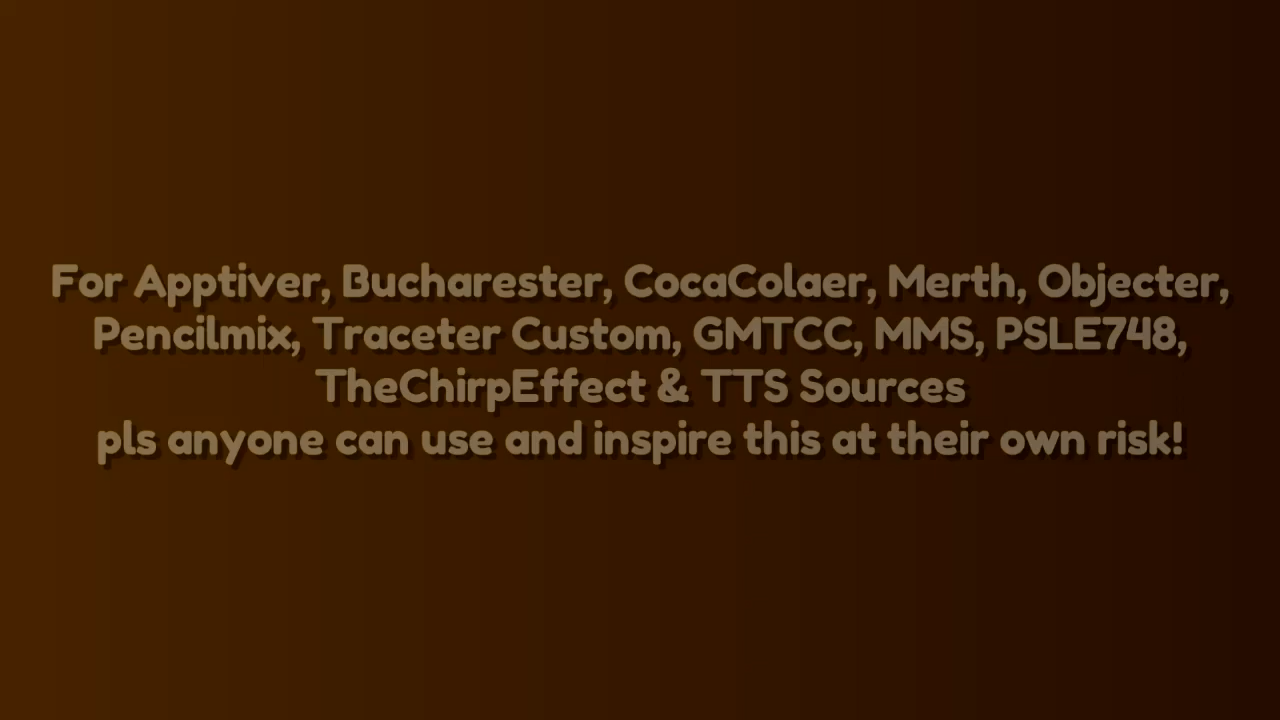 For Apptiver, Bucharester, CocaColaer, Merth, Objecter,
Pencilmix, Traceter Custom, GMTCC, MMS, PSLE748,
TheChirpEffect & TTS Sources
pls anyone can use and inspire this at their own risk!